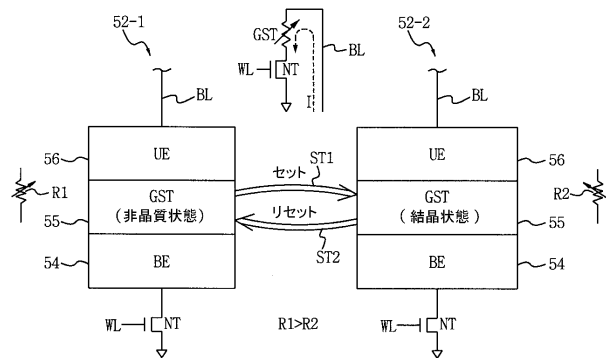 52-1
GST
BL
WL
NT
I
52-2
BL
BL
56
UE
UE
56
R1
55
GST
(非晶質状態)
セット
ST1
リセット
ST2
GST
(結晶状態)
55
R2
54
BE
BE
54
WL
NT
R1>R2
WL
NT